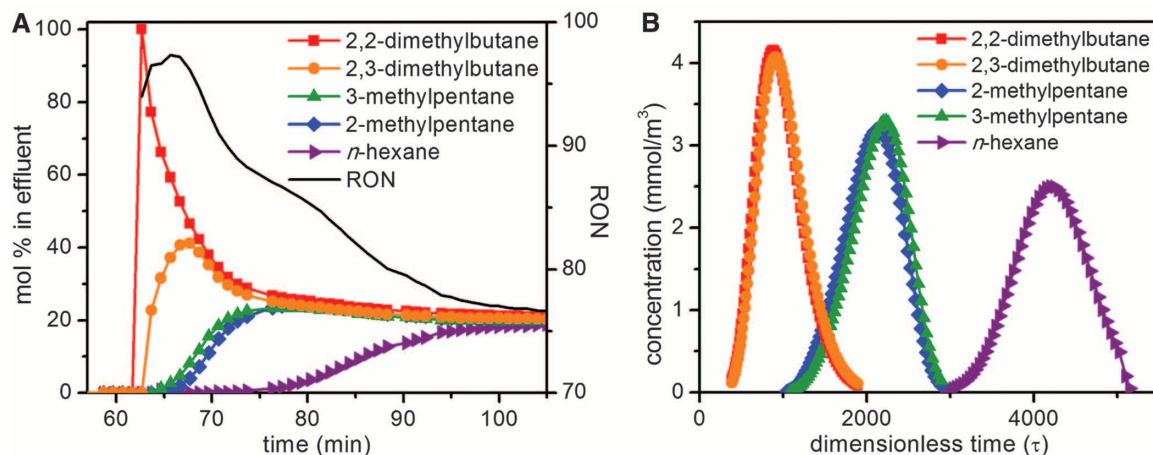 A
100
80
60
40
20
0
mol % in effluent
2,2-dimethylbutane
2,3-dimethylbutane
3-methylpentane
2-methylpentane
n-hexane
RON
100
90
80
70
RON
60
70
80
90
100
time (min)
B
4
3
2
1
0
concentration (mmol/m³)
2,2-dimethylbutane
2,3-dimethylbutane
2-methylpentane
3-methylpentane
n-hexane
0
2000
4000
dimensionless time (τ)